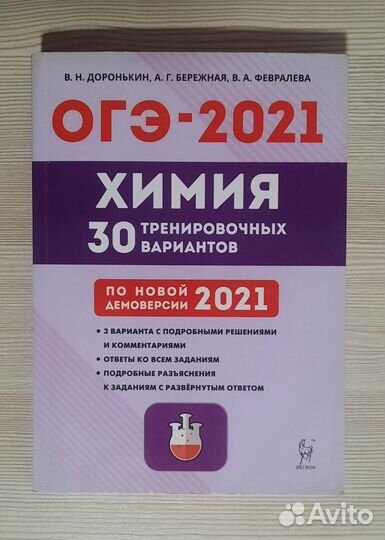 В. Н. ДОРОНЬКИН, А. Г. БЕРЕЖНАЯ, В. А. ФЕВРАЛЕВА
ОГЭ-2021
ХИМИЯ
30 ТРЕНИРОВОЧНЫХ
ВАРИАНТОВ
ПО НОВОЙ
ДЕМОВЕРСИИ 2021
• 3 ВАРИАНТА С ПОДРОБНЫМИ РЕШЕНИЯМИ
И КОММЕНТАРИЯМИ
• ОТВЕТЫ КО ВСЕМ ЗАДАНИЯМ
• ПОДРОБНЫЕ РАЗЪЯСНЕНИЯ
К ЗАДАНИЯМ С РАЗВЁРНУТЫМ ОТВЕТОМ
ЛЕГИОН
Avito